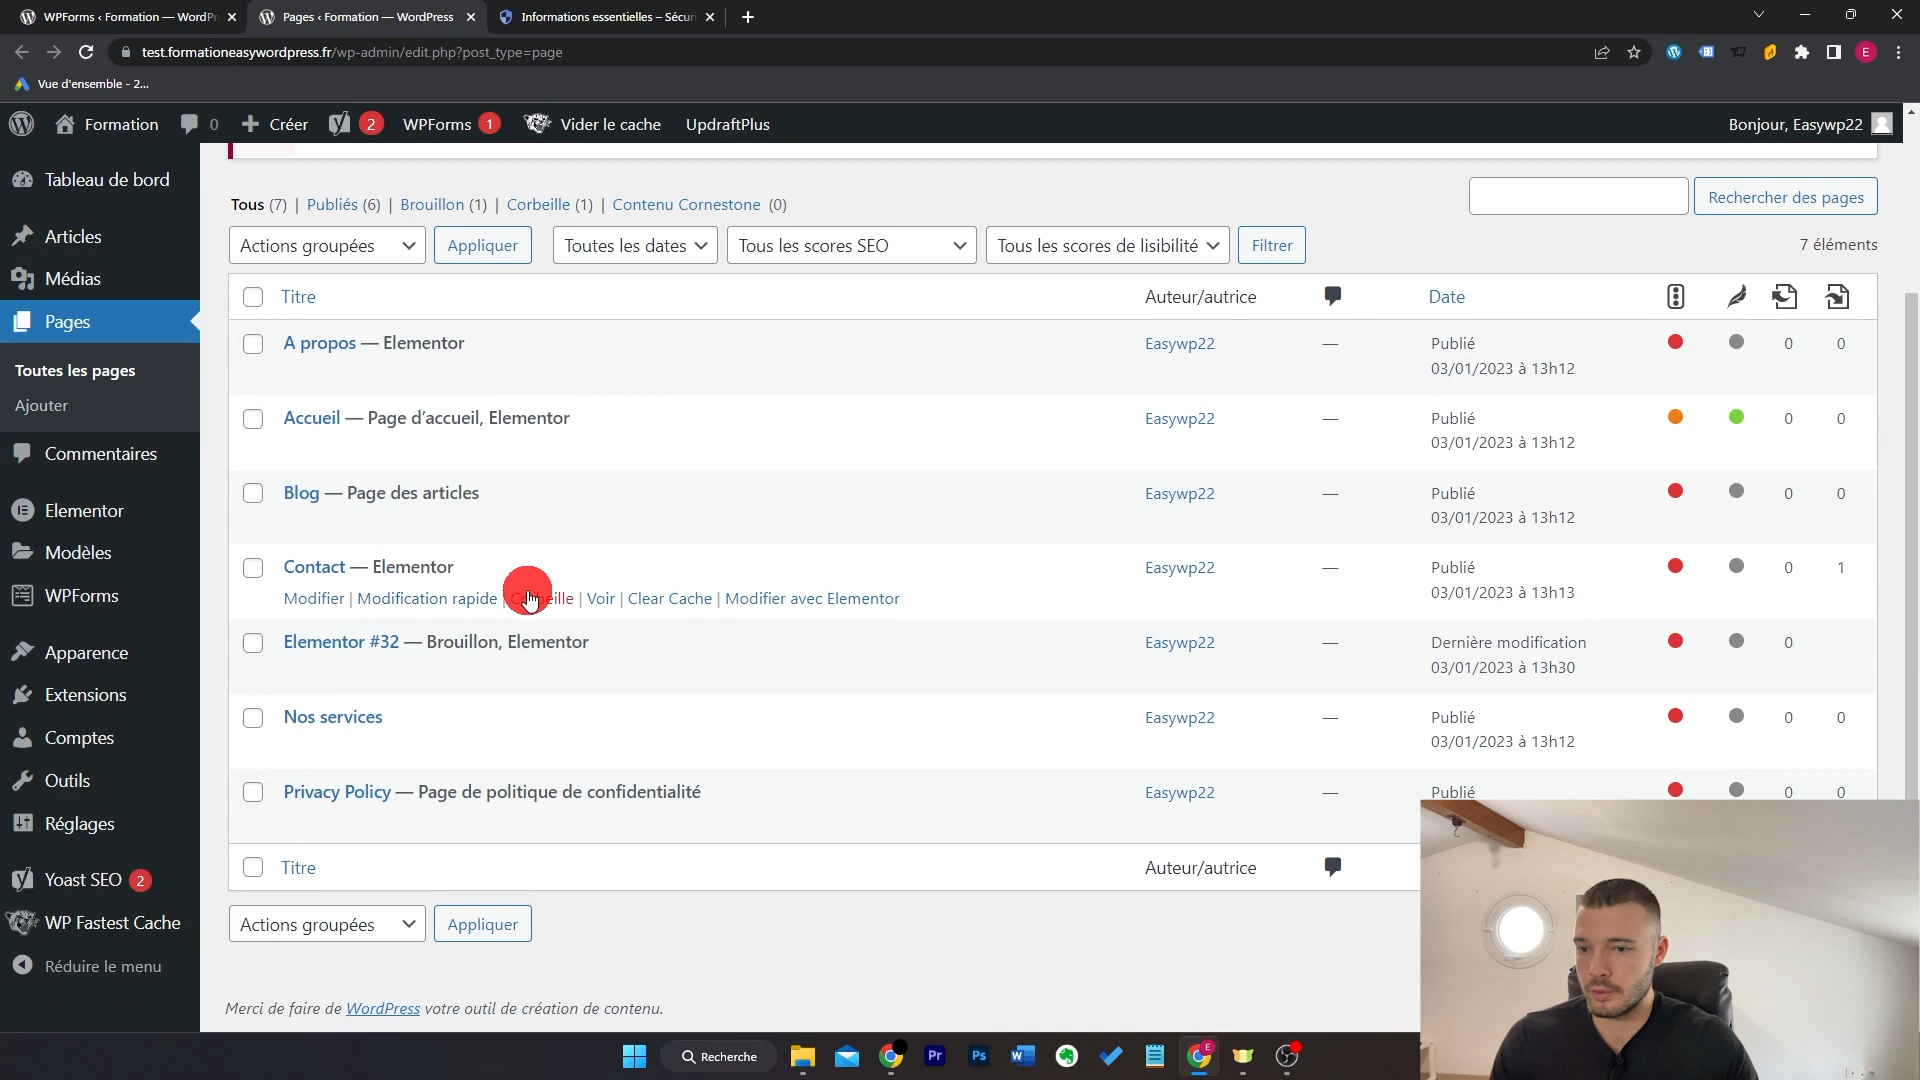 WPForms ‹ Formation — WordPr
Pages ‹ Formation — WordPress
Informations essentielles – Sécuri
test.formationeasywordpress.fr/wp-admin/edit.php?post_type=page
E
Vue d'ensemble - 2...
Formation
0
Créer
2
WPForms 1
Vider le cache
UpdraftPlus
Bonjour, Easywp22
Tableau de bord
Articles
Médias
Pages
Toutes les pages
Ajouter
Commentaires
Elementor
Modèles
WPForms
Apparence
Extensions
Comptes
Outils
Réglages
Yoast SEO 2
WP Fastest Cache
Réduire le menu
Tous (7) | Publiés (6) | Brouillon (1) | Corbeille (1) | Contenu Cornestone (0)
Rechercher des pages
Actions groupées
Appliquer
Toutes les dates
Tous les scores SEO
Tous les scores de lisibilité
Filtrer
7 éléments
Titre Auteur/autrice Date
A propos — Elementor Easywp22 — Publié 0 0
03/01/2023 à 13h12
Accueil — Page d'accueil, Elementor Easywp22 — Publié 0 0
03/01/2023 à 13h12
Blog — Page des articles Easywp22 — Publié 0 0
03/01/2023 à 13h12
Contact — Elementor Easywp22 — Publié 0 1
03/01/2023 à 13h13
Modifier | Modification rapide | Corbeille | Voir | Clear Cache | Modifier avec Elementor
Elementor #32 — Brouillon, Elementor Easywp22 — Dernière modification 0
03/01/2023 à 13h30
Nos services Easywp22 — Publié 0 0
03/01/2023 à 13h12
Privacy Policy — Page de politique de confidentialité Easywp22 — Publié 0 0
Titre Auteur/autrice
Actions groupées
Appliquer
Merci de faire de WordPress votre outil de création de contenu.
Recherche
Pr
Ps
W
E